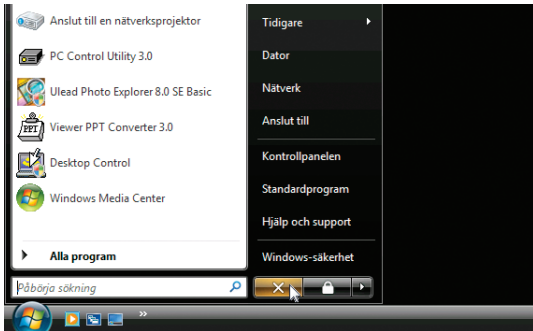 Anslut till en nätverksprojektor
PC Control Utility 3.0
Ulead Photo Explorer 8.0 SE Basic
PPT
Viewer PPT Converter 3.0
Desktop Control
Windows Media Center
Alla program
Påbörja sökning
Tidigare
Dator
Nätverk
Anslut till
Kontrollpanelen
Standardprogram
Hjälp och support
Windows-säkerhet